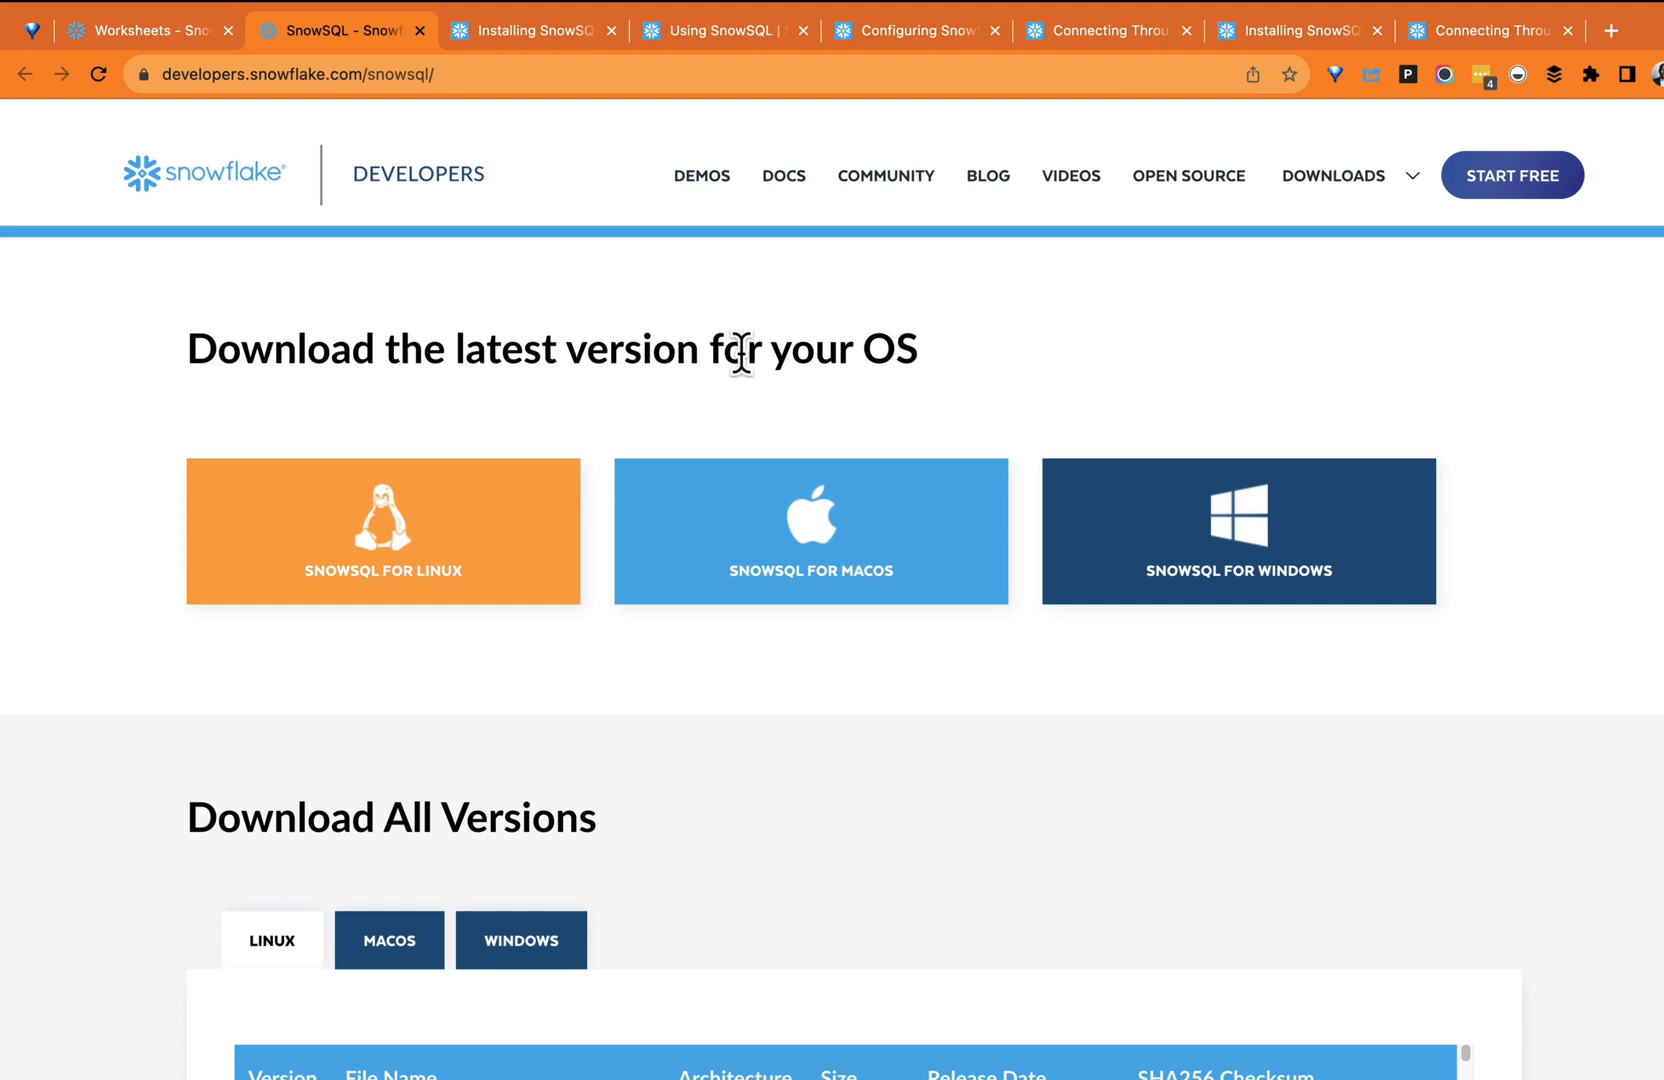 Worksheets - Snow
SnowSQL - Snowf
Installing SnowSQ
Using SnowSQL | S
Configuring Snow
Connecting Throu
Installing SnowSQ
Connecting Throu
developers.snowflake.com/snowsql/
P
4
snowflake®
DEVELOPERS
DEMOS DOCS COMMUNITY BLOG VIDEOS OPEN SOURCE DOWNLOADS START FREE
Download the latest version for your OS
SNOWSQL FOR LINUX
SNOWSQL FOR MACOS
SNOWSQL FOR WINDOWS
Download All Versions
LINUX MACOS WINDOWS
Version File Name Architecture Size Release Date SHA256 Checksum